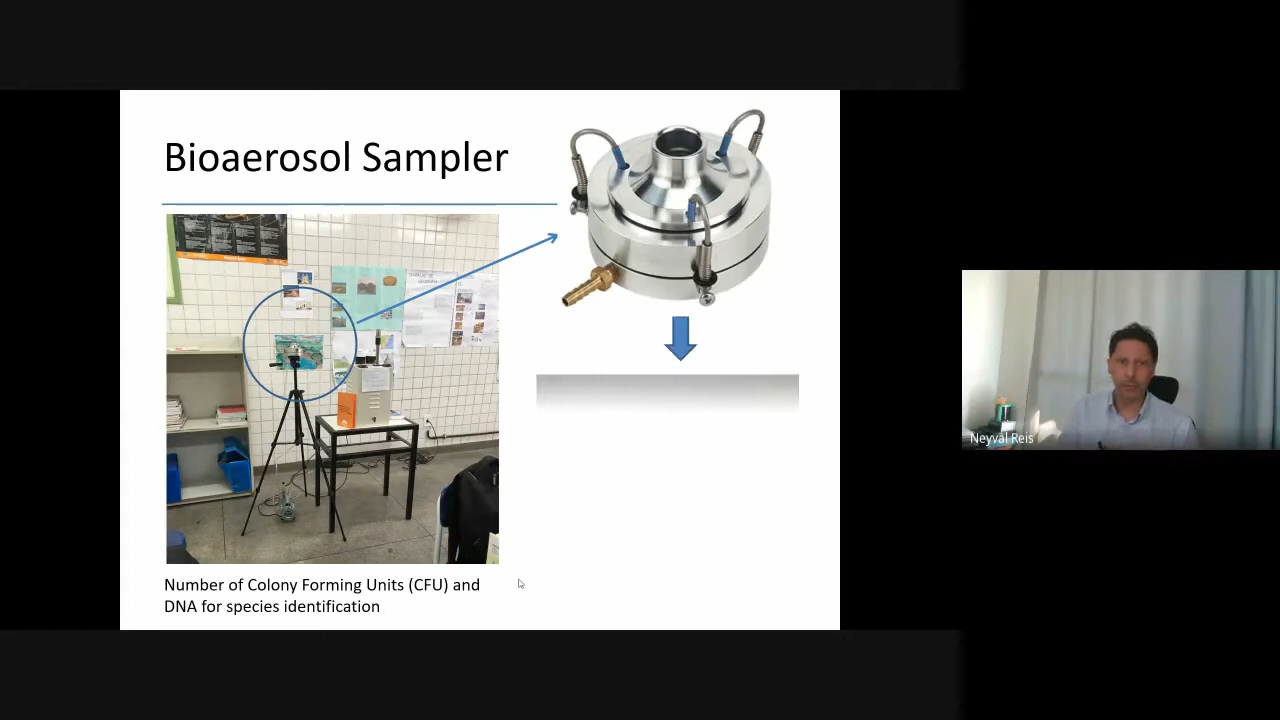 Bioaerosol Sampler
Number of Colony Forming Units (CFU) and
DNA for species identification
Neyval Reis